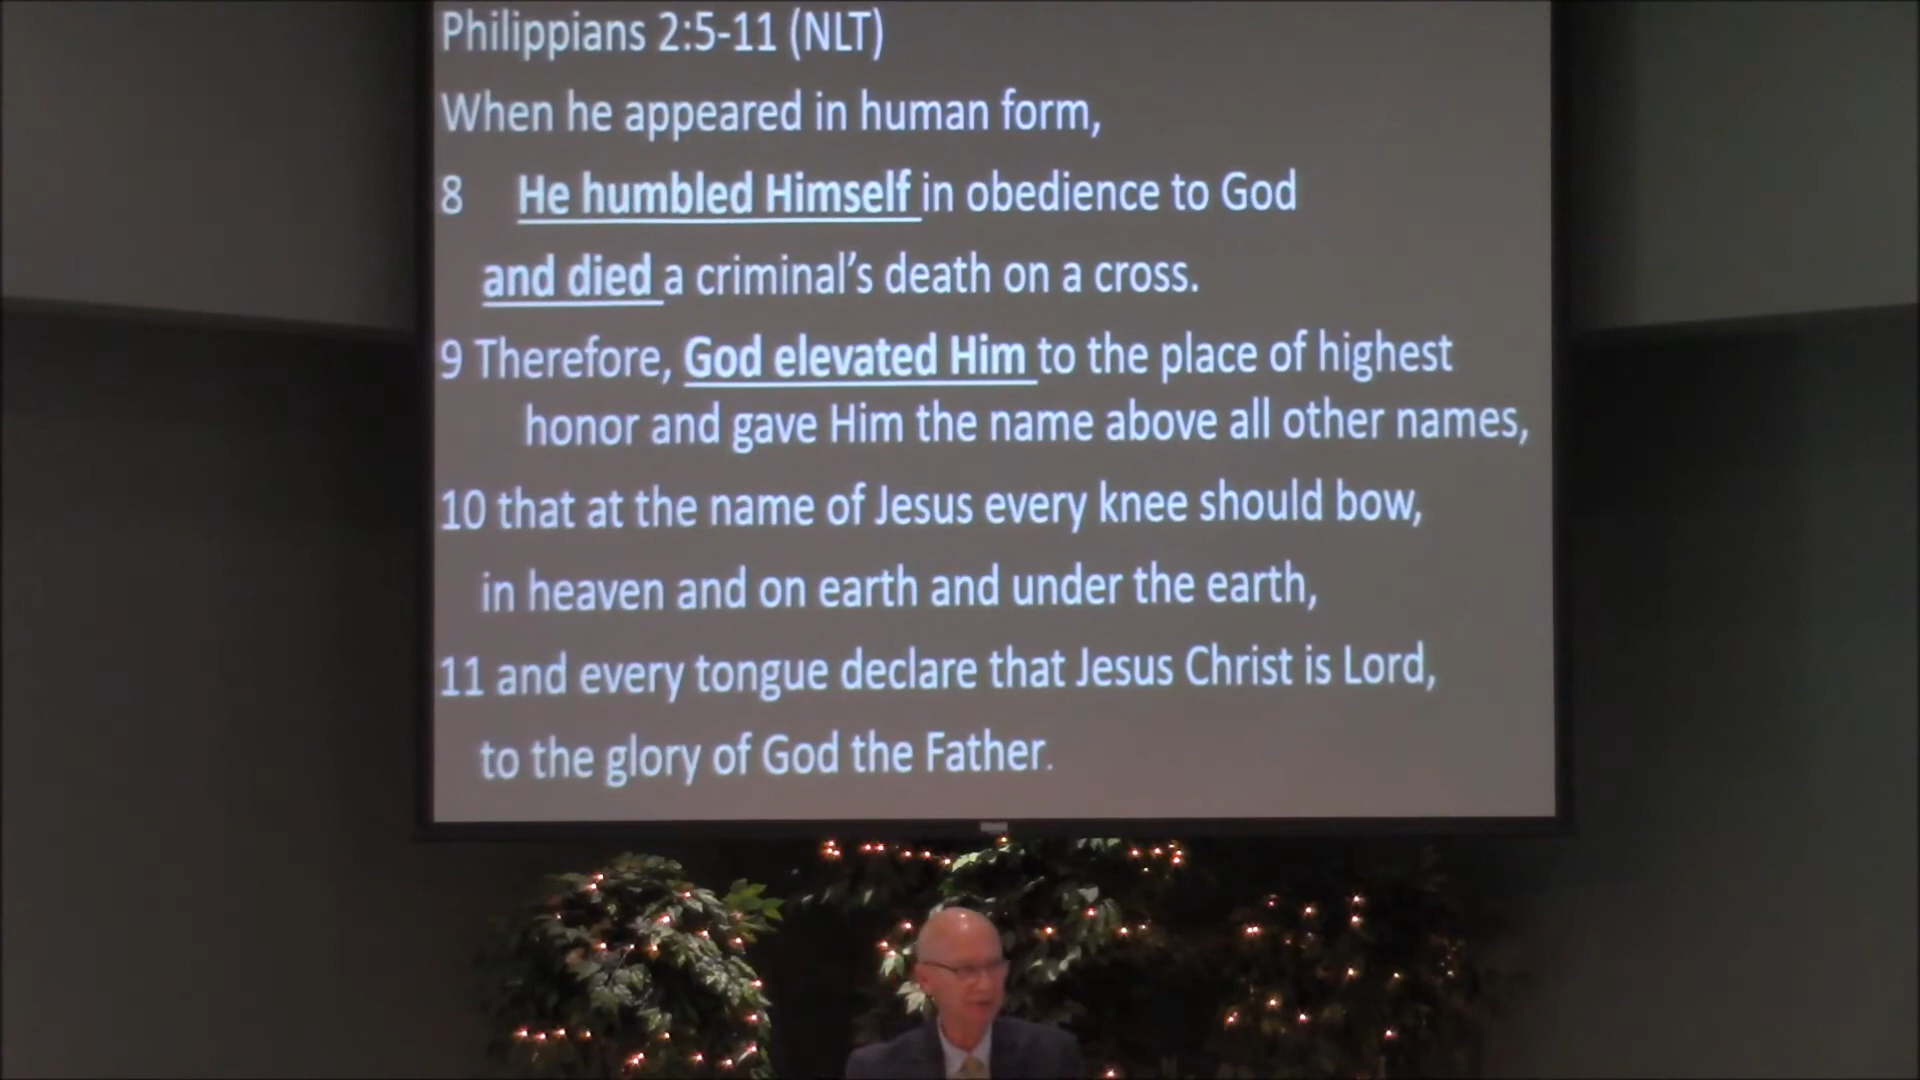 Philippians 2:5-11 (NLT)
When he appeared in human form,
8 He humbled Himself in obedience to God
and died a criminal’s death on a cross.
9 Therefore, God elevated Him to the place of highest
honor and gave Him the name above all other names,
10 that at the name of Jesus every knee should bow,
in heaven and on earth and under the earth,
11 and every tongue declare that Jesus Christ is Lord,
to the glory of God the Father.